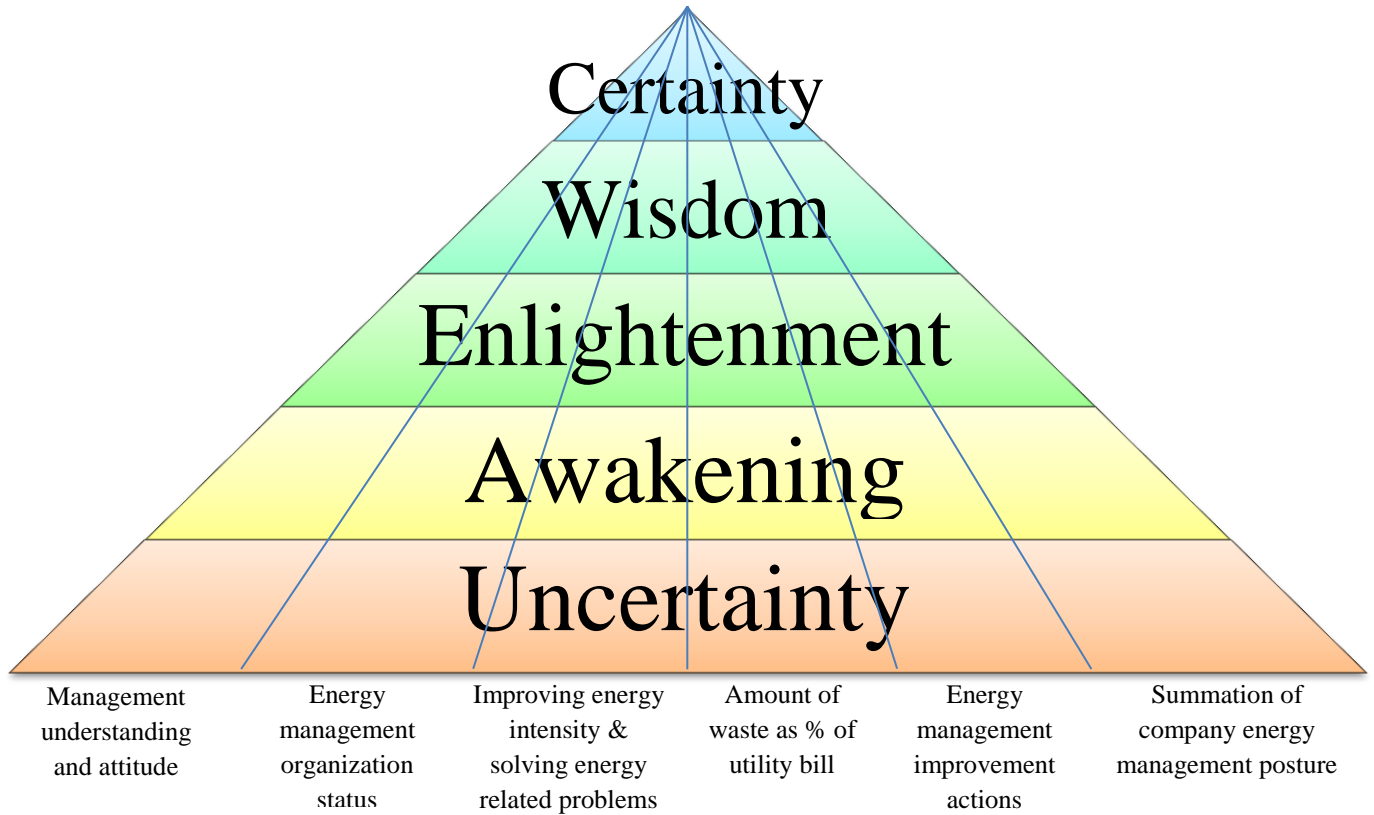 Certainty
Wisdom
Enlightenment
Awakening
Uncertainty
Management
understanding
and attitude
Energy
management
organization
status
Improving energy
intensity &
solving energy
related problems
Amount of
waste as % of
utility bill
Energy
management
improvement
actions
Summation of
company energy
management posture